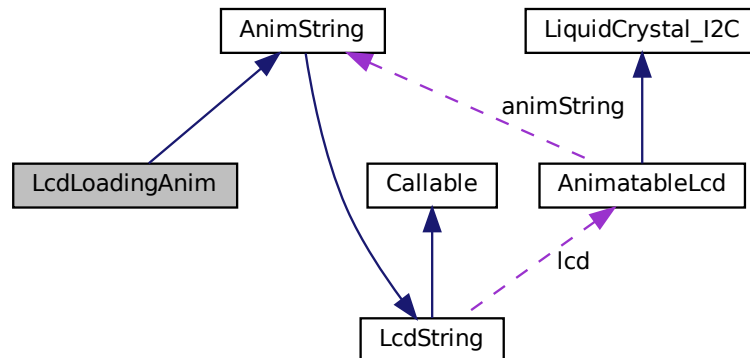 AnimString
LiquidCrystal_I2C
animString
LcdLoadingAnim
Callable
AnimatableLcd
lcd
LcdString